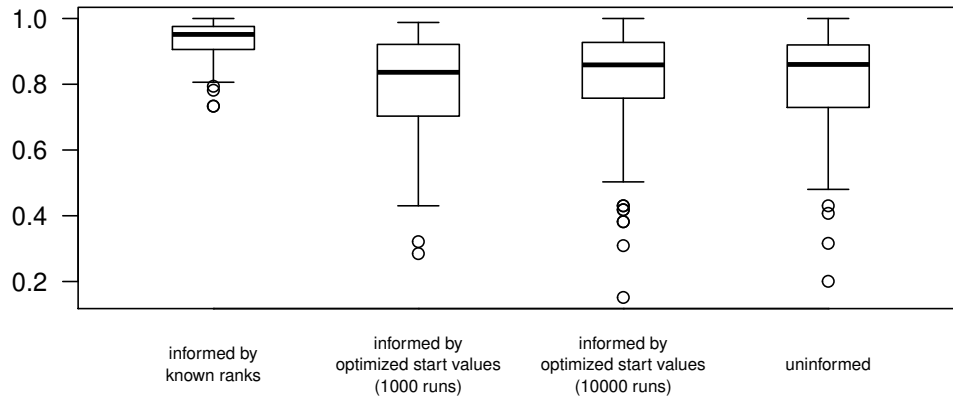 1.0
0.8
0.6
0.4
0.2
informed by
known ranks
informed by
optimized start values
(1000 runs)
informed by
optimized start values
(10000 runs)
uninformed